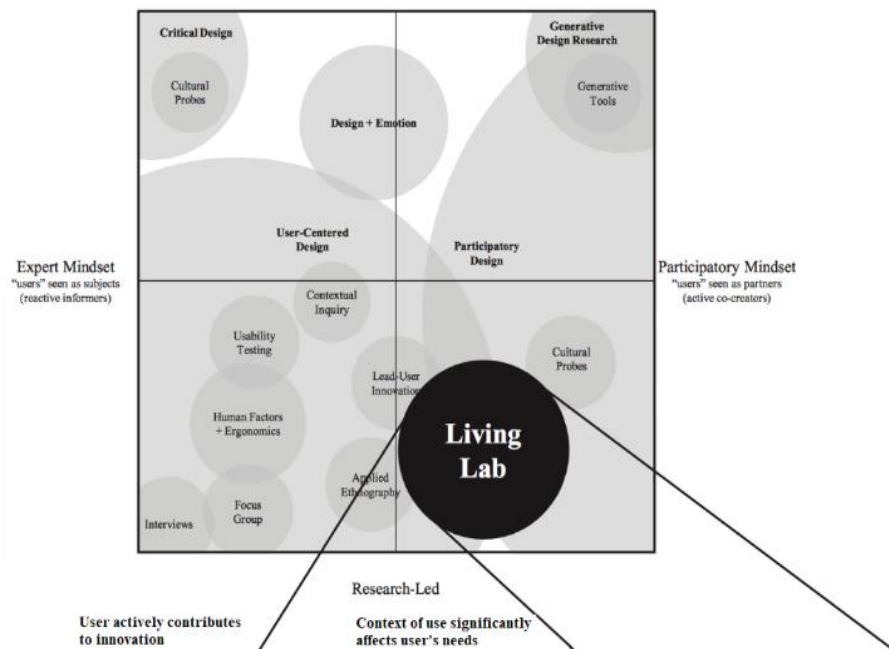 Critical Design
Cultural
Probes
Design + Emotion
Generative
Design Research
Generative
Tools
User-Centered
Design
Participatory
Design
Expert Mindset
"users" seen as subjects
(reactive informers)
Participatory Mindset
"users" seen as partners
(active co-creators)
Contextual
Inquiry
Usability
Testing
Lead-User
Innovation
Cultural
Probes
Human Factors
+ Ergonomics
Living
Lab
Applied
Ethnography
Interviews
Focus
Group
Research-Led
User actively contributes
to innovation
Context of use significantly
affects user's needs